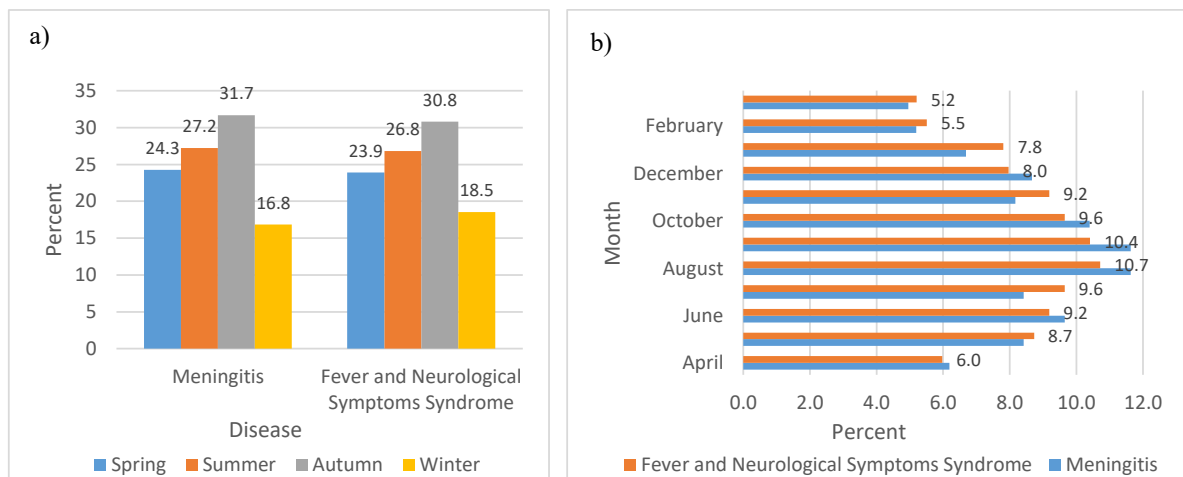 a)
35
30
25
20
15
10
5
0
Percent
24.3
27.2
31.7
16.8
23.9
26.8
30.8
18.5
Meningitis
Fever and Neurological
Symptoms Syndrome
Disease
Spring Summer Autumn Winter
b)
Month
5.2
February 5.5
7.8
December 8.0
9.2
October 9.6
10.4
August 10.7
9.6
June 9.2
8.7
April 6.0
0.0 2.0 4.0 6.0 8.0 10.0 12.0
Percent
Fever and Neurological Symptoms Syndrome Meningitis